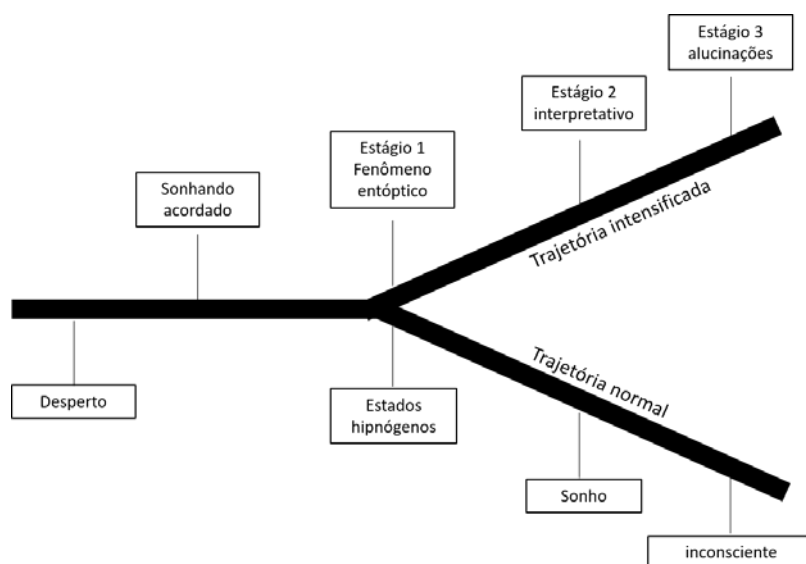 Estágio 3
alucinações
Estágio 2
interpretativo
Estágio 1
Fenômeno
entóptico
Sonhando
acordado
Trajetória intensificada
Desperto
Estados
hipnógenos
Trajetória normal
Sonho
inconsciente